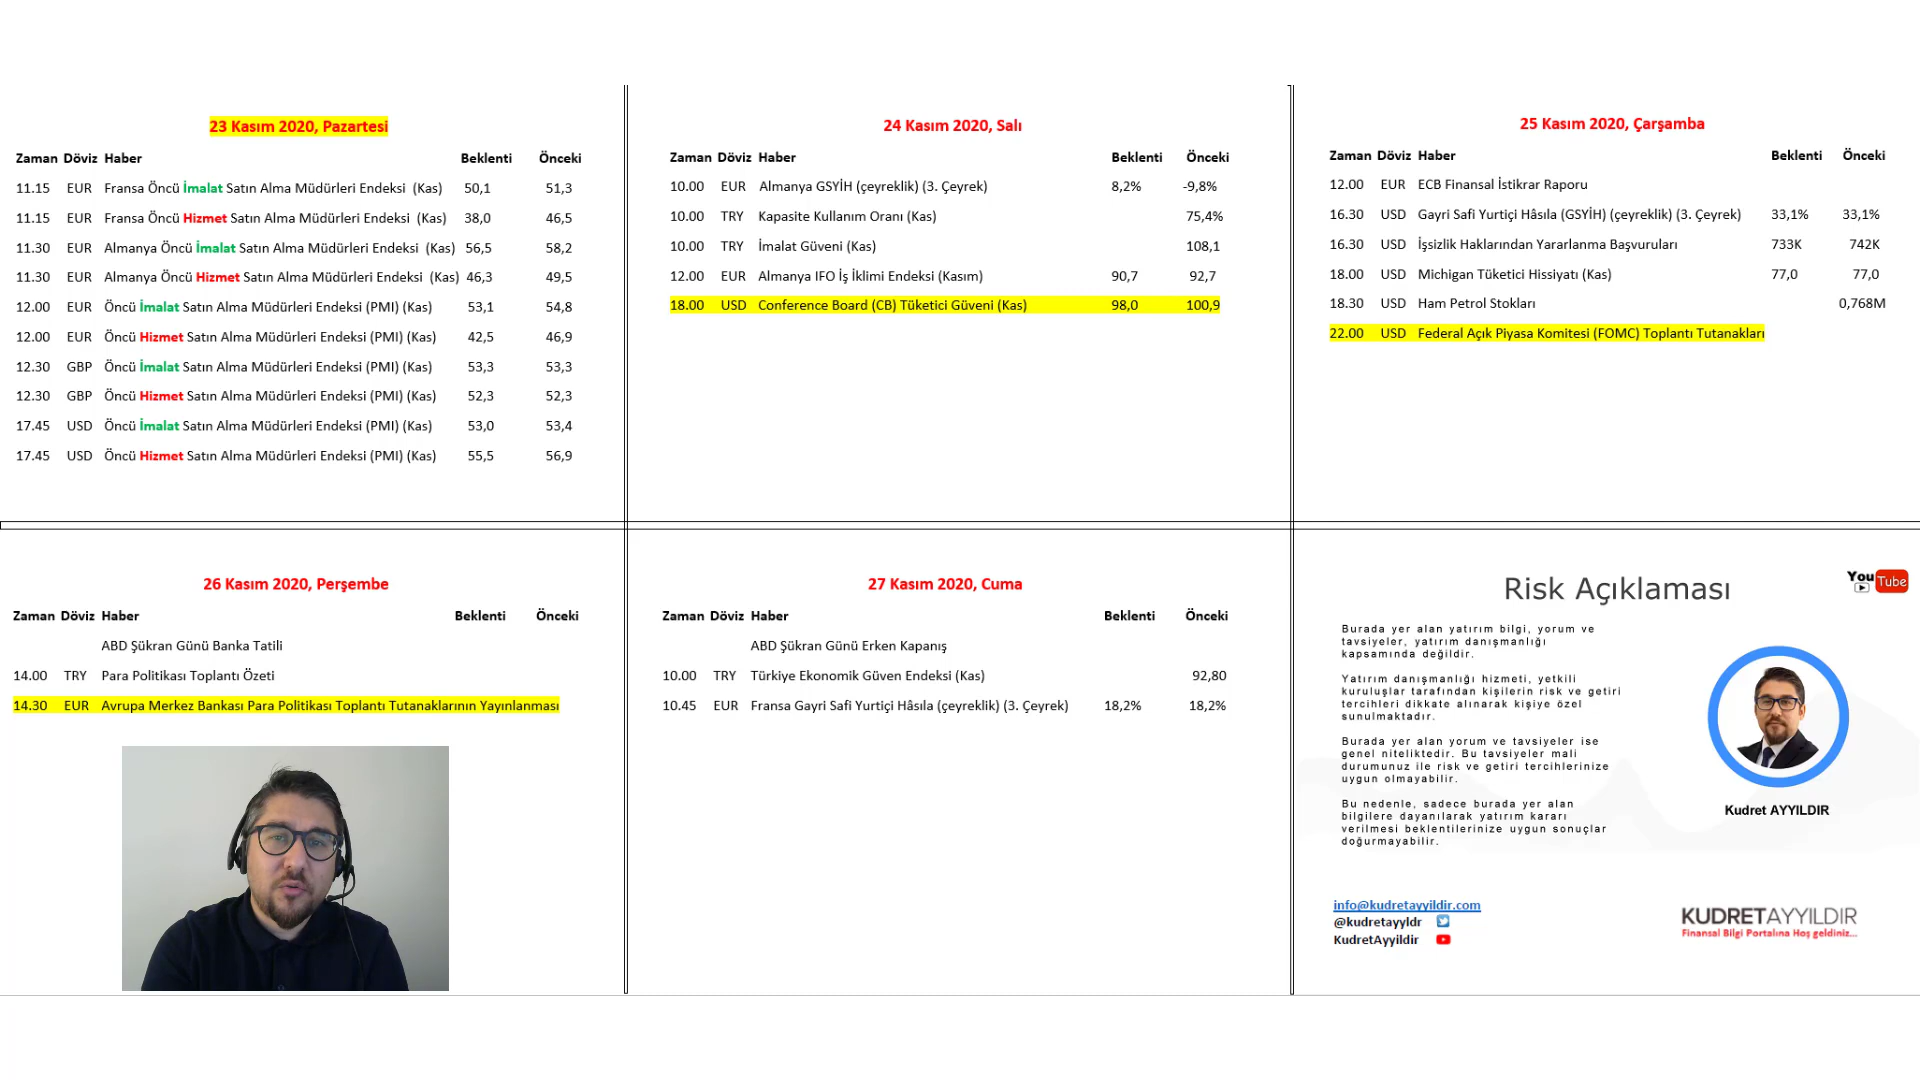 23 Kasım 2020, Pazartesi
Zaman Döviz Haber Beklenti Önceki
11.15 EUR Fransa Öncü İmalat Satın Alma Müdürleri Endeksi (Kas) 50,1 51,3
11.15 EUR Fransa Öncü Hizmet Satın Alma Müdürleri Endeksi (Kas) 38,0 46,5
11.30 EUR Almanya Öncü İmalat Satın Alma Müdürleri Endeksi (Kas) 56,5 58,2
11.30 EUR Almanya Öncü Hizmet Satın Alma Müdürleri Endeksi (Kas) 46,3 49,5
12.00 EUR Öncü İmalat Satın Alma Müdürleri Endeksi (PMI) (Kas) 53,1 54,8
12.00 EUR Öncü Hizmet Satın Alma Müdürleri Endeksi (PMI) (Kas) 42,5 46,9
12.30 GBP Öncü İmalat Satın Alma Müdürleri Endeksi (PMI) (Kas) 53,3 53,3
12.30 GBP Öncü Hizmet Satın Alma Müdürleri Endeksi (PMI) (Kas) 52,3 52,3
17.45 USD Öncü İmalat Satın Alma Müdürleri Endeksi (PMI) (Kas) 53,0 53,4
17.45 USD Öncü Hizmet Satın Alma Müdürleri Endeksi (PMI) (Kas) 55,5 56,9
24 Kasım 2020, Salı
Zaman Döviz Haber Beklenti Önceki
10.00 EUR Almanya GSYİH (çeyreklik) (3. Çeyrek) 8,2% -9,8%
10.00 TRY Kapasite Kullanım Oranı (Kas) 75,4%
10.00 TRY İmalat Güveni (Kas) 108,1
12.00 EUR Almanya IFO İş İklimi Endeksi (Kasım) 90,7 92,7
18.00 USD Conference Board (CB) Tüketici Güveni (Kas) 98,0 100,9
25 Kasım 2020, Çarşamba
Zaman Döviz Haber Beklenti Önceki
12.00 EUR ECB Finansal İstikrar Raporu
16.30 USD Gayri Safi Yurtiçi Hâsıla (GSYİH) (çeyreklik) (3. Çeyrek) 33,1% 33,1%
16.30 USD İşsizlik Haklarından Yararlanma Başvuruları 733K 742K
18.00 USD Michigan Tüketici Hissiyatı (Kas) 77,0 77,0
18.30 USD Ham Petrol Stokları 0,768M
22.00 USD Federal Açık Piyasa Komitesi (FOMC) Toplantı Tutanakları
26 Kasım 2020, Perşembe
Zaman Döviz Haber Beklenti Önceki
ABD Şükran Günü Banka Tatili
14.00 TRY Para Politikası Toplantı Özeti
14.30 EUR Avrupa Merkez Bankası Para Politikası Toplantı Tutanaklarının Yayınlanması
27 Kasım 2020, Cuma
Zaman Döviz Haber Beklenti Önceki
ABD Şükran Günü Erken Kapanış
10.00 TRY Türkiye Ekonomik Güven Endeksi (Kas) 92,80
10.45 EUR Fransa Gayri Safi Yurtiçi Hâsıla (çeyreklik) (3. Çeyrek) 18,2% 18,2%
Risk Açıklaması
You Tube
Burada yer alan yatırım bilgi, yorum ve
tavsiyeler, yatırım danışmanlığı
kapsamında değildir.
Yatırım danışmanlığı hizmeti, yetkili
kuruluşlar tarafından kişilerin risk ve getiri
tercihleri dikkate alınarak kişiye özel
sunulmaktadır.
Burada yer alan yorum ve tavsiyeler ise
genel niteliktedir. Bu tavsiyeler mali
durumunuz ile risk ve getiri tercihlerinize
uygun olmayabilir.
Bu nedenle, sadece burada yer alan
bilgilere dayanılarak yatırım kararı
verilmesi beklentilerinize uygun sonuçlar
doğurmayabilir.
Kudret AYYILDIR
info@kudretayyildir.com
@kudretayyldr
KudretAyyildir
KUDRETAYYILDIR
Finansal Bilgi Portalına Hoş geldiniz...